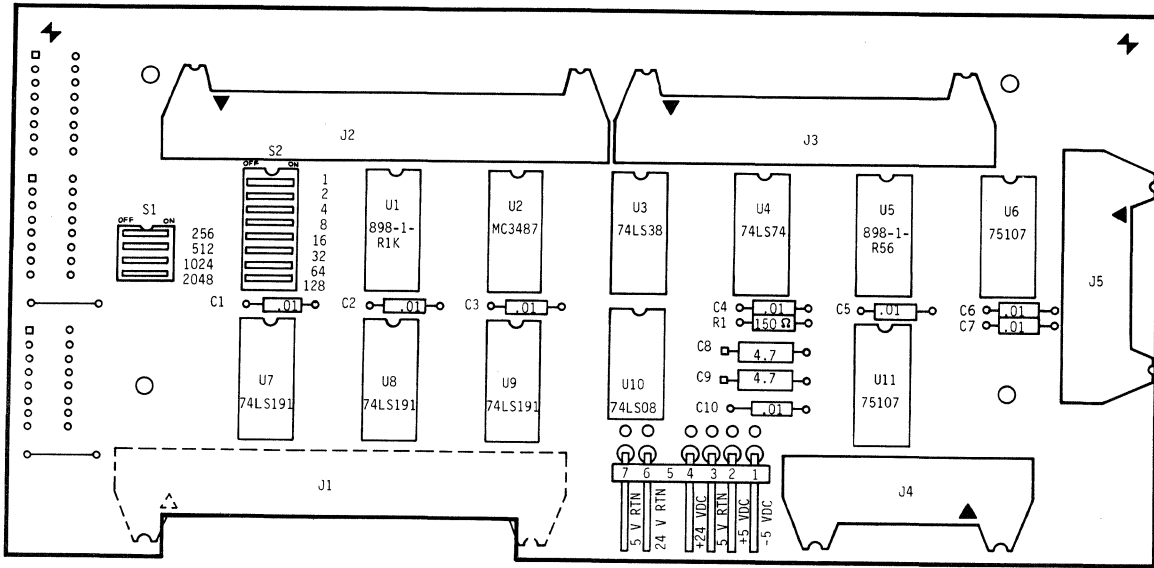 J2
J3
S2
OFF ON
1
2
4
8
16
32
64
128
S1
OFF ON
256
512
1024
2048
U1
898-1-
R1K
U2
MC3487
U3
74LS38
U4
74LS74
U5
898-1-
R56
U6
75107
J5
C1 .01
C2 .01
C3 .01
C4 .01
R1 150 Ω
C5 .01
C6 .01
C7 .01
C8 4.7
C9 4.7
C10 .01
U7
74LS191
U8
74LS191
U9
74LS191
U10
74LS08
U11
75107
J1
7 6 5 4 3 2 1
5 V RTN
24 V RTN
+24 VDC
5 V RTN
+5 VDC
-5 VDC
J4